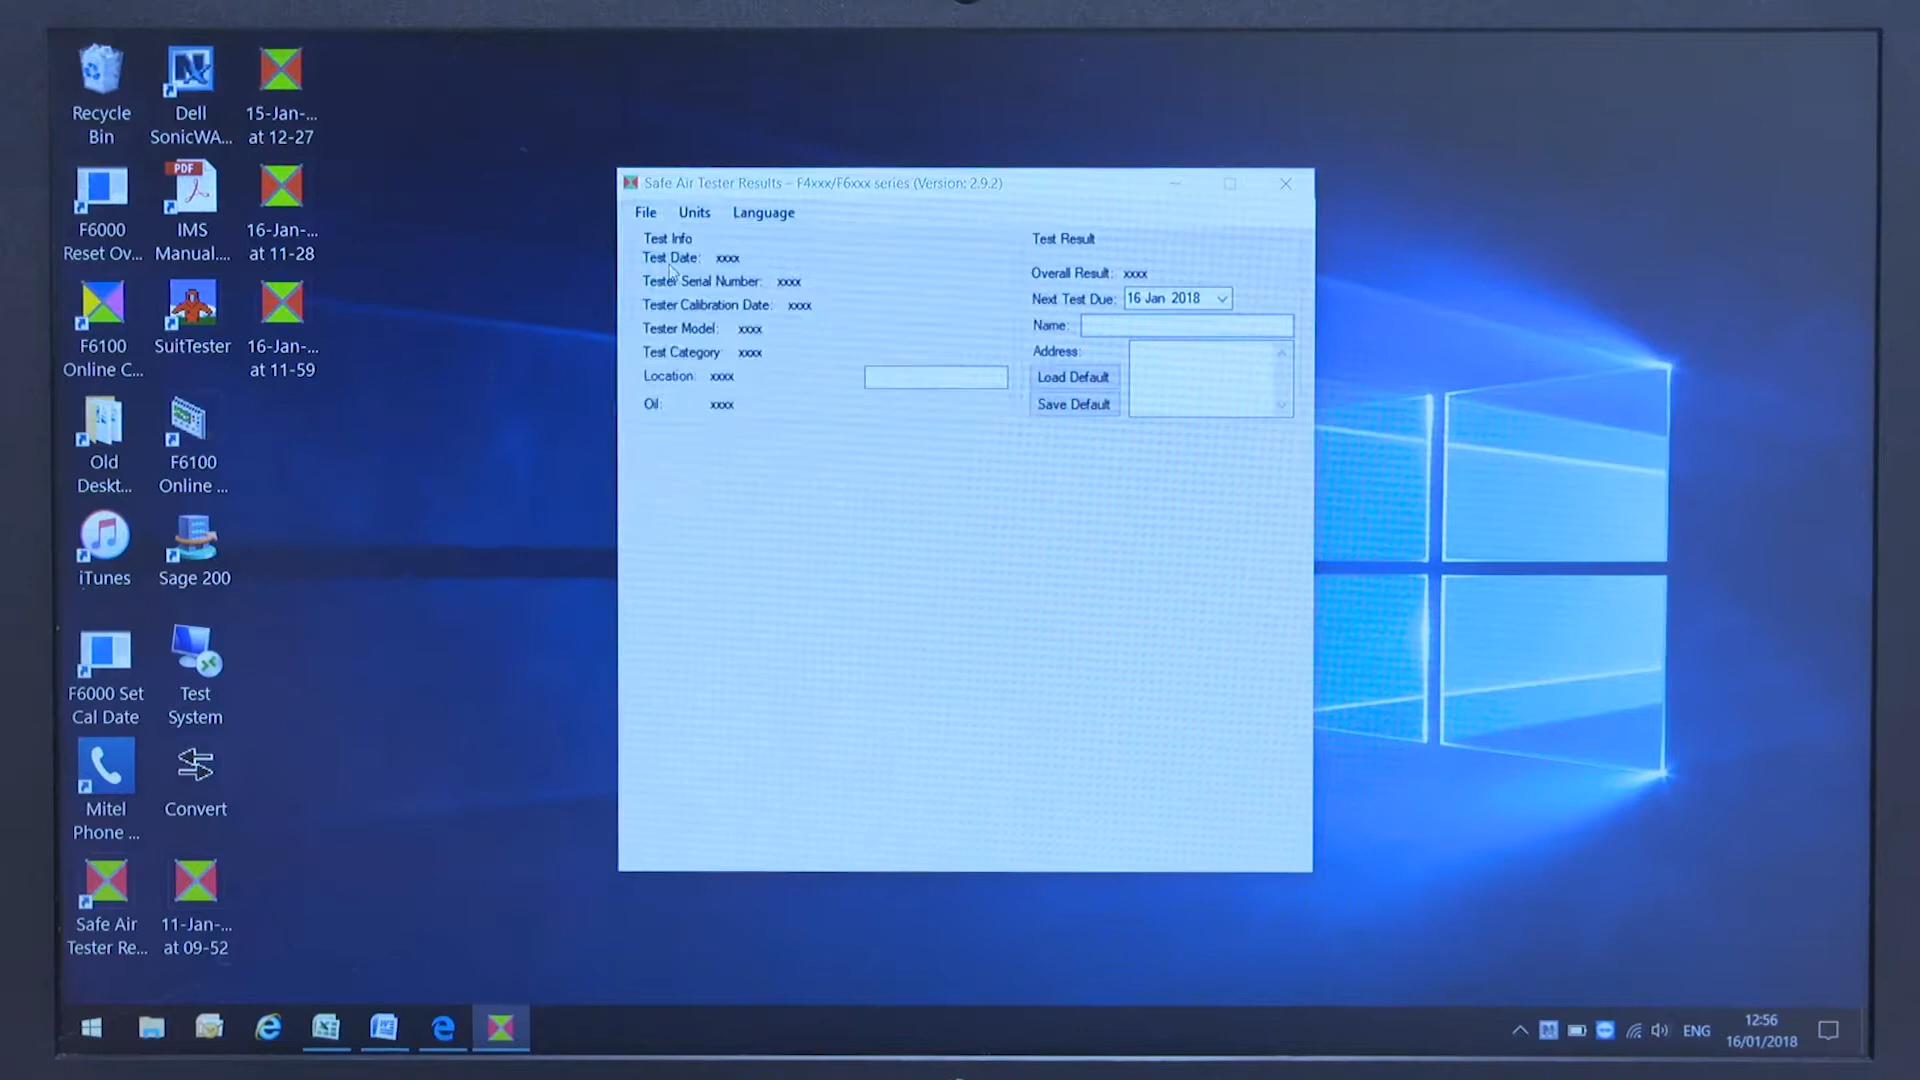 Recycle
Bin
Dell
SonicWA...
15-Jan-...
at 12-27
F6000
Reset Ov...
PDF
IMS
Manual....
16-Jan-...
at 11-28
F6100
Online C...
SuitTester
16-Jan-...
at 11-59
Old
Deskt...
F6100
Online ...
iTunes
Sage 200
F6000 Set
Cal Date
Test
System
Mitel
Phone ...
Convert
Safe Air
Tester Re...
11-Jan-...
at 09-52
Safe Air Tester Results – F4xxx/F6xxx series (Version: 2.9.2)
File Units Language
Test Info
Test Date: xxxx
Tester Serial Number: xxxx
Tester Calibration Date: xxxx
Tester Model: xxxx
Test Category xxxx
Location: xxxx
Oil: xxxx
Test Result
Overall Result: xxxx
Next Test Due: 16 Jan 2018
Name:
Address:
Load Default
Save Default
ENG
12:56
16/01/2018